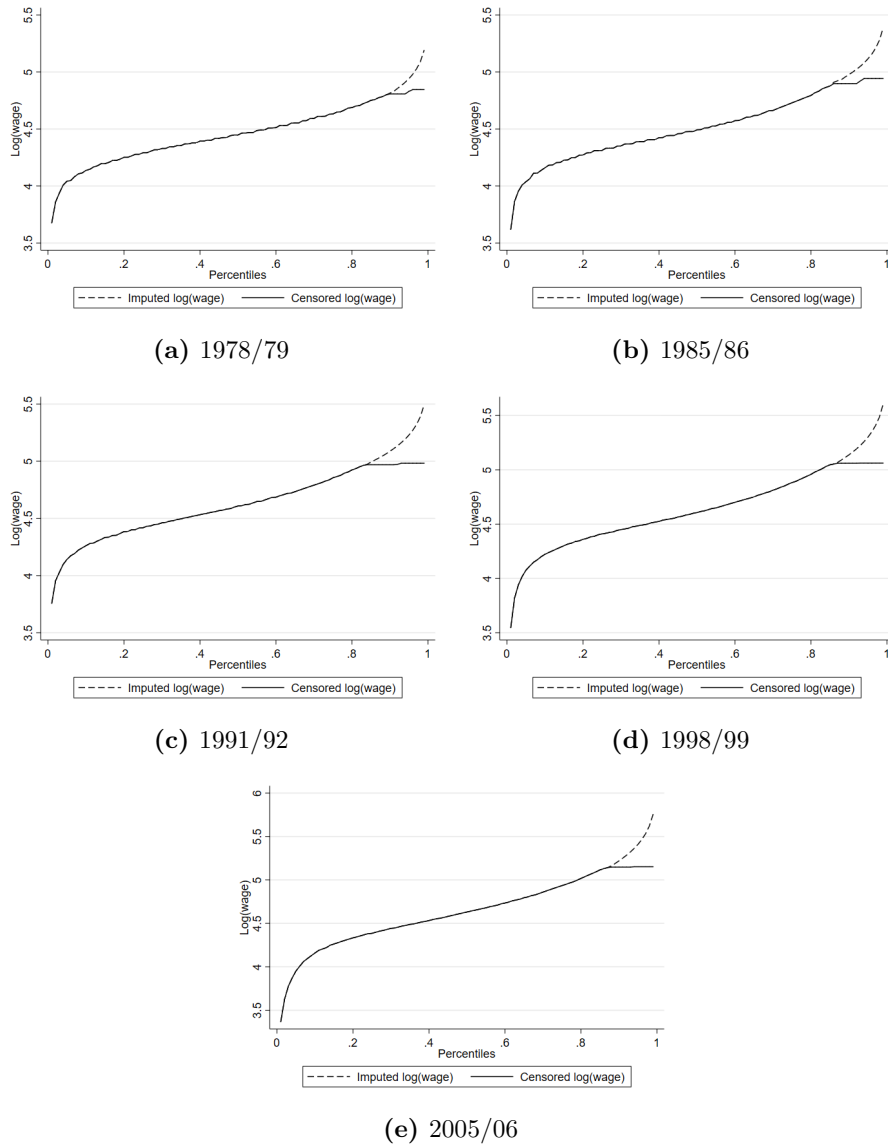 5.5
5
4.5
4
3.5
Log(wage)
0 .2 .4 .6 .8 1
Percentiles
Imputed log(wage) Censored log(wage)
(a) 1978/79
5.5
5
4.5
4
3.5
Log(wage)
0 .2 .4 .6 .8 1
Percentiles
Imputed log(wage) Censored log(wage)
(b) 1985/86
5.5
5
4.5
4
3.5
Log(wage)
0 .2 .4 .6 .8 1
Percentiles
Imputed log(wage) Censored log(wage)
(c) 1991/92
5.5
5
4.5
4
3.5
Log(wage)
0 .2 .4 .6 .8 1
Percentiles
Imputed log(wage) Censored log(wage)
(d) 1998/99
6
5.5
5
4.5
4
3.5
Log(wage)
0 .2 .4 .6 .8 1
Percentiles
Imputed log(wage) Censored log(wage)
(e) 2005/06